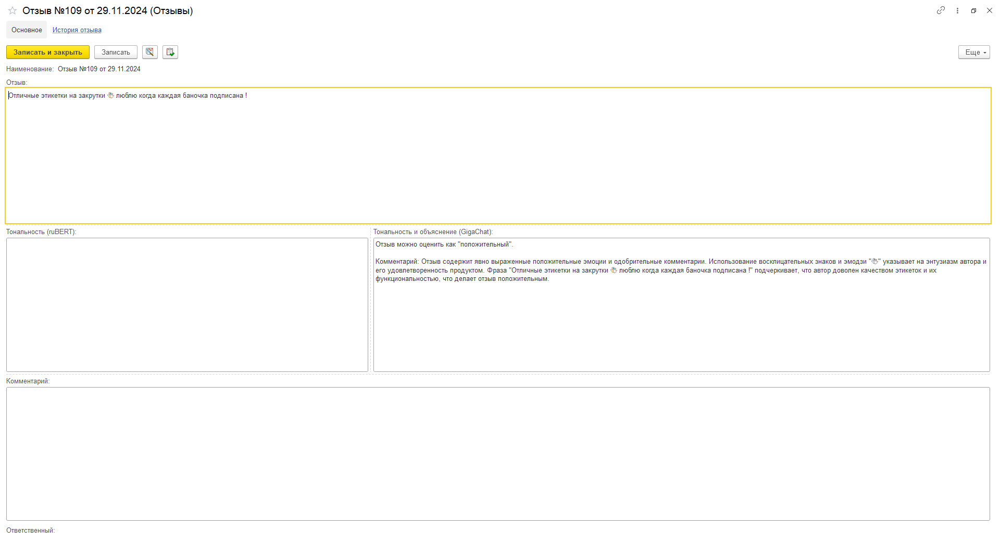 Отзыв №109 от 29.11.2024 (Отзывы)
Основное
История отзыва
Записать и закрыть
Записать
Еще
Наименование: Отзыв №109 от 29.11.2024
Отзыв:
Отличные этикетки на закрутки 👏 люблю когда каждая баночка подписана !
Тональность (ruBERT):
Тональность и объяснение (GigaChat):
Отзыв можно оценить как "положительный".
Комментарий: Отзыв содержит явно выраженные положительные эмоции и одобрительные комментарии. Использование восклицательных знаков и эмодзи "👏" указывает на энтузиазм автора и
его удовлетворенность продуктом. Фраза "Отличные этикетки на закрутки 👏 люблю когда каждая баночка подписана !" подчеркивает, что автор доволен качеством этикеток и их
функциональностью, что делает отзыв положительным.
Комментарий:
Ответственный: